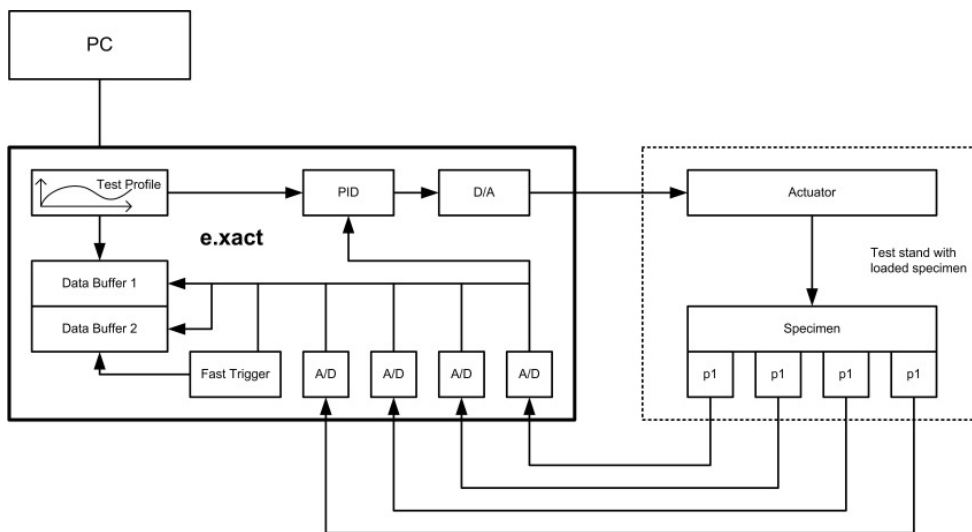 PC
Test Profile
PID
D/A
Actuator
e.xact
Test stand with
loaded specimen
Data Buffer 1
Data Buffer 2
Specimen
Fast Trigger
A/D
A/D
A/D
A/D
p1
p1
p1
p1